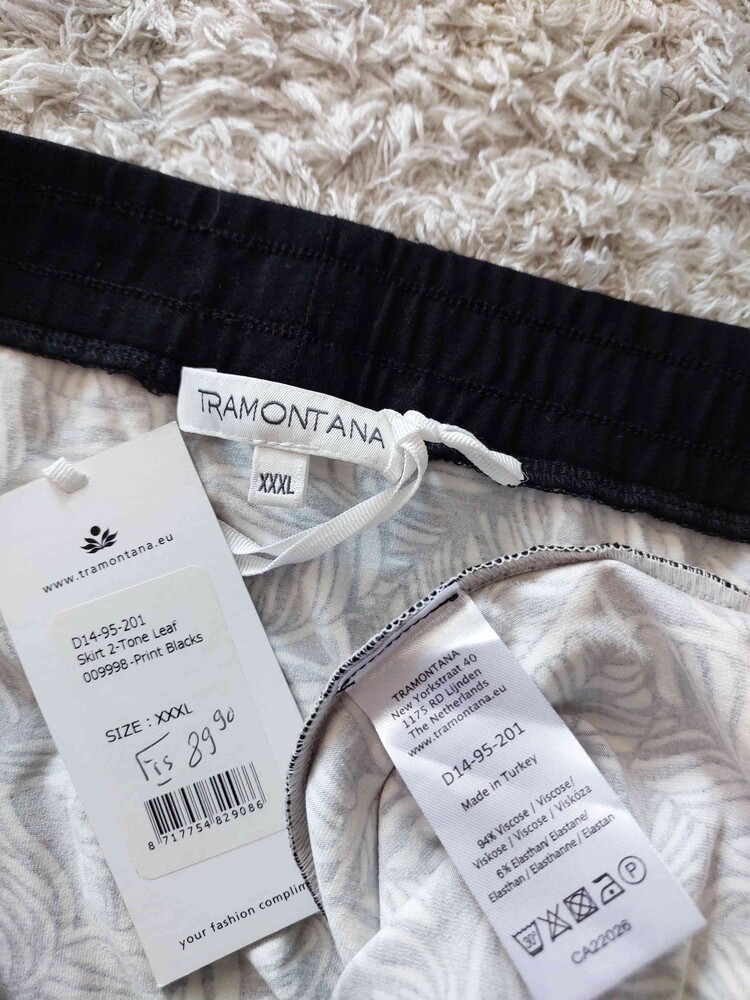 TRAMONTANA
XXXL
www.tramontana.eu
D14-95-201
Skirt 2-Tone Leaf
009998-Print Blacks
SIZE : XXXL
89 90
8 717754 829086
your fashion complim
TRAMONTANA
New Yorkstraat 40
1175 RD Lijnden
The Netherlands
www.tramontana.eu
D14-95-201
Made in Turkey
94% Viscose / Viscose/
Viskose / Viscose / Viskóza
6% Elasthan/ Elastane/
Elasthan / Elasthanne / Elastan
30° P
CA22026